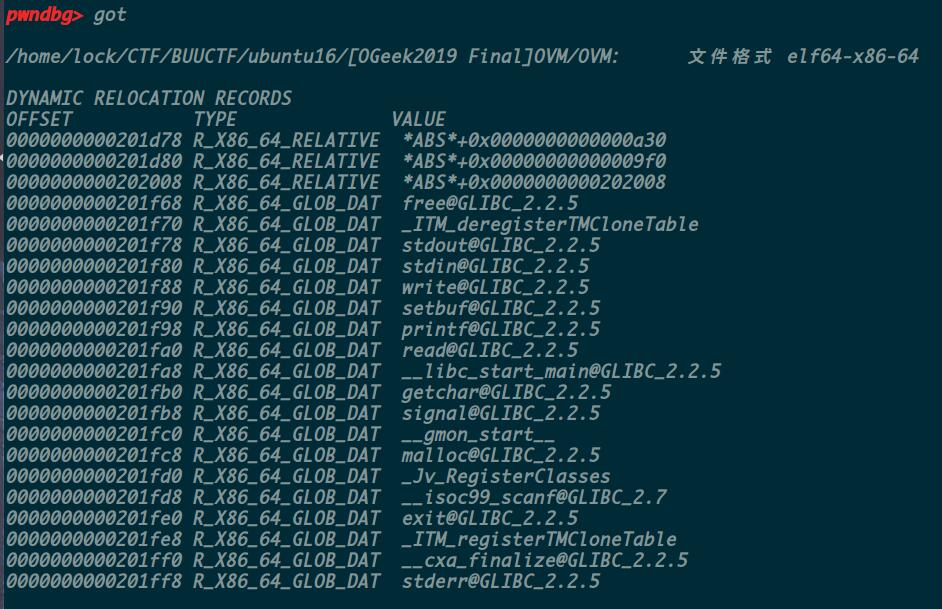 pwndbg> got
/home/lock/CTF/BUUCTF/ubuntu16/[OGeek2019 Final]OVM/OVM:     文件格式 elf64-x86-64
DYNAMIC RELOCATION RECORDS
OFFSET           TYPE              VALUE
0000000000201d78 R_X86_64_RELATIVE  *ABS*+0x0000000000000a30
0000000000201d80 R_X86_64_RELATIVE  *ABS*+0x00000000000009f0
0000000000202008 R_X86_64_RELATIVE  *ABS*+0x0000000000202008
0000000000201f68 R_X86_64_GLOB_DAT  free@GLIBC_2.2.5
0000000000201f70 R_X86_64_GLOB_DAT  _ITM_deregisterTMCloneTable
0000000000201f78 R_X86_64_GLOB_DAT  stdout@GLIBC_2.2.5
0000000000201f80 R_X86_64_GLOB_DAT  stdin@GLIBC_2.2.5
0000000000201f88 R_X86_64_GLOB_DAT  write@GLIBC_2.2.5
0000000000201f90 R_X86_64_GLOB_DAT  setbuf@GLIBC_2.2.5
0000000000201f98 R_X86_64_GLOB_DAT  printf@GLIBC_2.2.5
0000000000201fa0 R_X86_64_GLOB_DAT  read@GLIBC_2.2.5
0000000000201fa8 R_X86_64_GLOB_DAT  __libc_start_main@GLIBC_2.2.5
0000000000201fb0 R_X86_64_GLOB_DAT  getchar@GLIBC_2.2.5
0000000000201fb8 R_X86_64_GLOB_DAT  signal@GLIBC_2.2.5
0000000000201fc0 R_X86_64_GLOB_DAT  __gmon_start__
0000000000201fc8 R_X86_64_GLOB_DAT  malloc@GLIBC_2.2.5
0000000000201fd0 R_X86_64_GLOB_DAT  _Jv_RegisterClasses
0000000000201fd8 R_X86_64_GLOB_DAT  __isoc99_scanf@GLIBC_2.7
0000000000201fe0 R_X86_64_GLOB_DAT  exit@GLIBC_2.2.5
0000000000201fe8 R_X86_64_GLOB_DAT  _ITM_registerTMCloneTable
0000000000201ff0 R_X86_64_GLOB_DAT  __cxa_finalize@GLIBC_2.2.5
0000000000201ff8 R_X86_64_GLOB_DAT  stderr@GLIBC_2.2.5